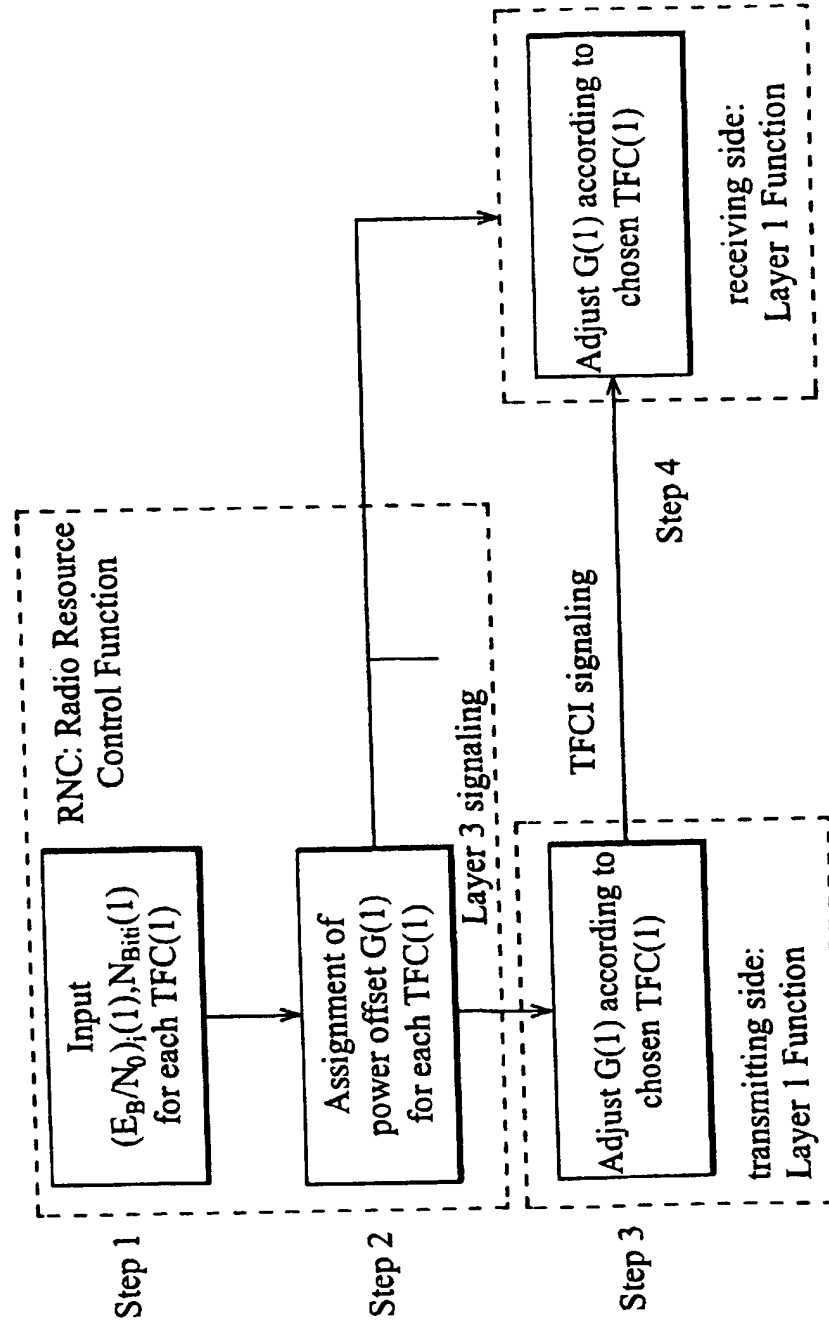 Step 1
Input
(E_B/N_0)_i(1),N_Biti(1)
for each TFC(1)
RNC: Radio Resource
Control Function
Step 2
Assignment of
power offset G(1)
for each TFC(1)
Layer 3 signaling
Step 3
Adjust G(1) according to
chosen TFC(1)
transmitting side:
Layer 1 Function
TFCI signaling
Step 4
Adjust G(1) according to
chosen TFC(1)
receiving side:
Layer 1 Function